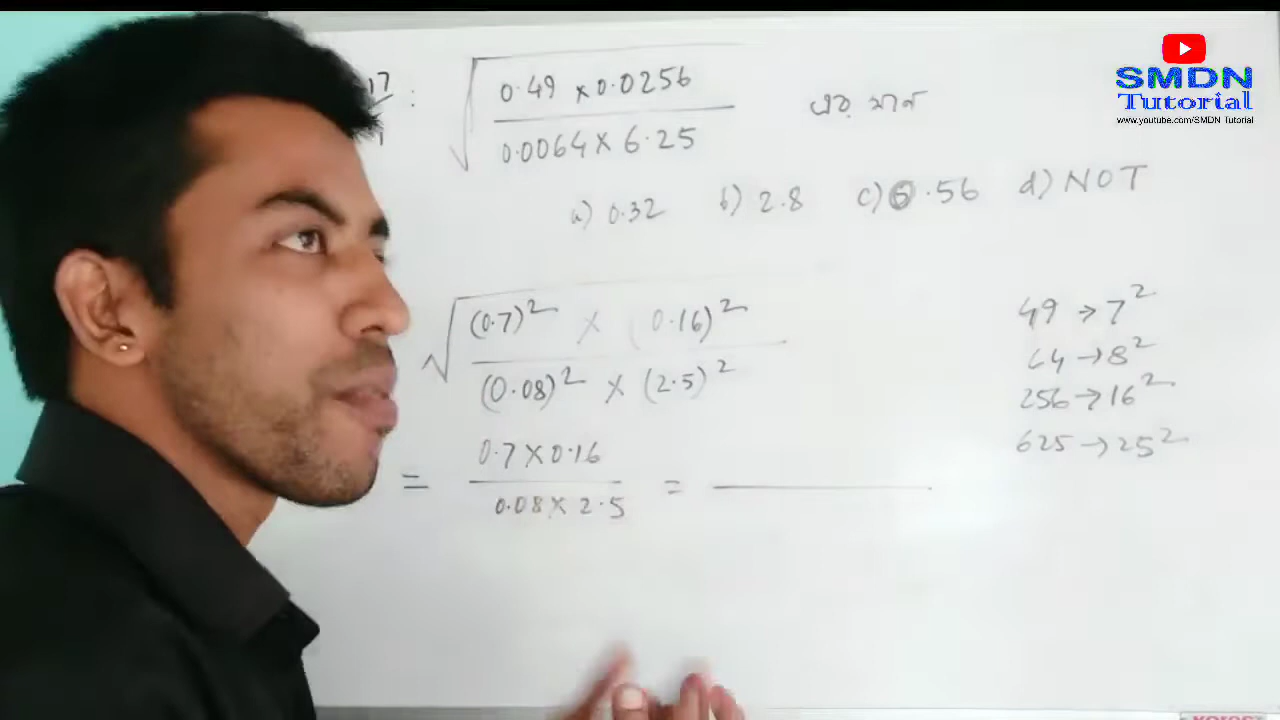 17 : √(0.49 × 0.0256 / 0.0064 × 6.25) এর মান
a) 0.32 b) 2.8 c) 5.56 d) NOT
√((0.7)² × (0.16)² / (0.08)² × (2.5)²)
= 0.7 × 0.16 / 0.08 × 2.5 =
49 → 7²
64 → 8²
256 → 16²
625 → 25²
SMDN
Tutorial
www.youtube.com/SMDN Tutorial